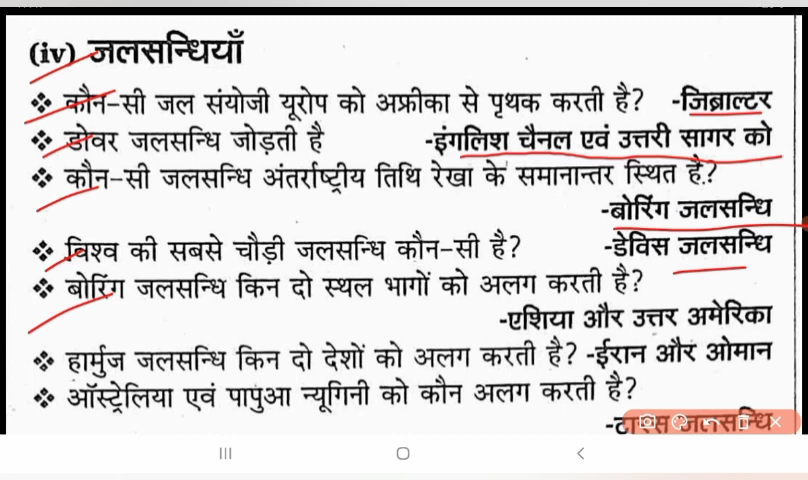 (iv) जलसन्धियाँ
❖ कौन-सी जल संयोजी यूरोप को अफ्रीका से पृथक करती है? -जिब्राल्टर
❖ डोवर जलसन्धि जोड़ती है -इंगलिश चैनल एवं उत्तरी सागर को
❖ कौन-सी जलसन्धि अंतर्राष्ट्रीय तिथि रेखा के समानान्तर स्थित है?
-बोरिंग जलसन्धि
❖ विश्व की सबसे चौड़ी जलसन्धि कौन-सी है? -डेविस जलसन्धि
❖ बोरिंग जलसन्धि किन दो स्थल भागों को अलग करती है?
-एशिया और उत्तर अमेरिका
❖ हार्मुज जलसन्धि किन दो देशों को अलग करती है? -ईरान और ओमान
❖ ऑस्ट्रेलिया एवं पापुआ न्यूगिनी को कौन अलग करती है?
-टारस जलसन्धि